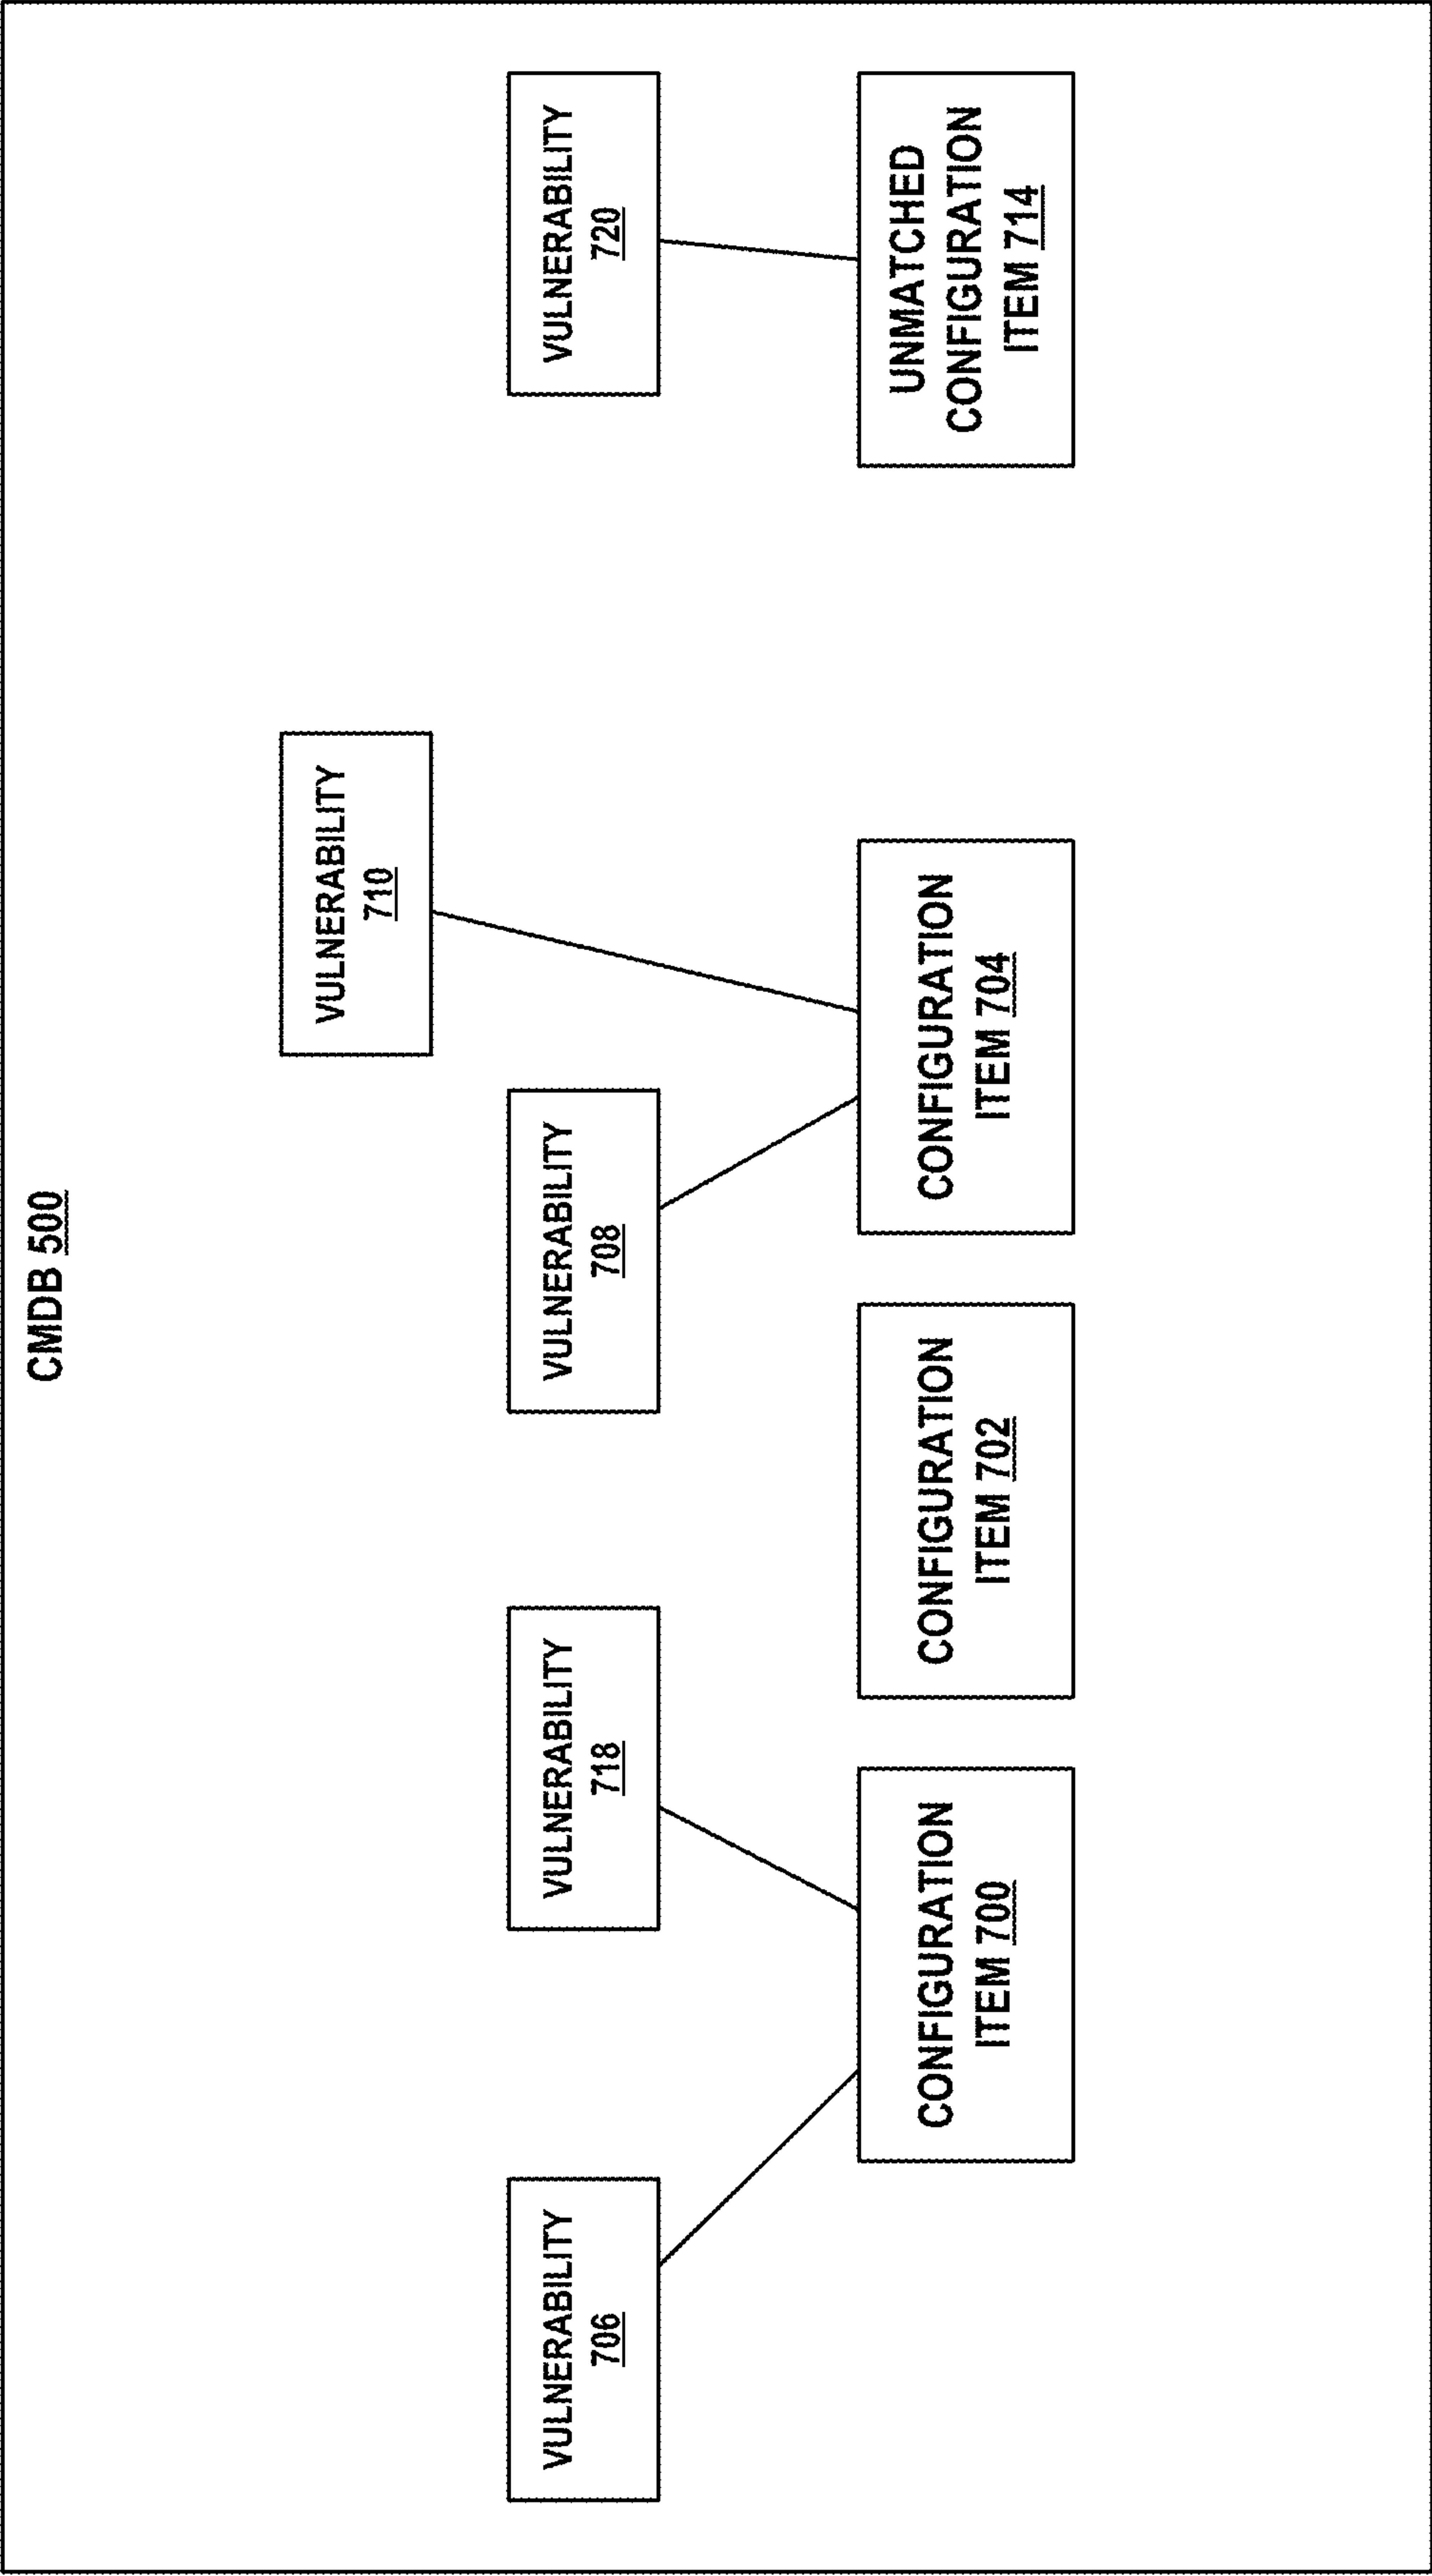 CMDB 500
VULNERABILITY
710
VULNERABILITY
706
VULNERABILITY
718
VULNERABILITY
708
VULNERABILITY
720
CONFIGURATION
ITEM 700
CONFIGURATION
ITEM 702
CONFIGURATION
ITEM 704
UNMATCHED
CONFIGURATION
ITEM 714